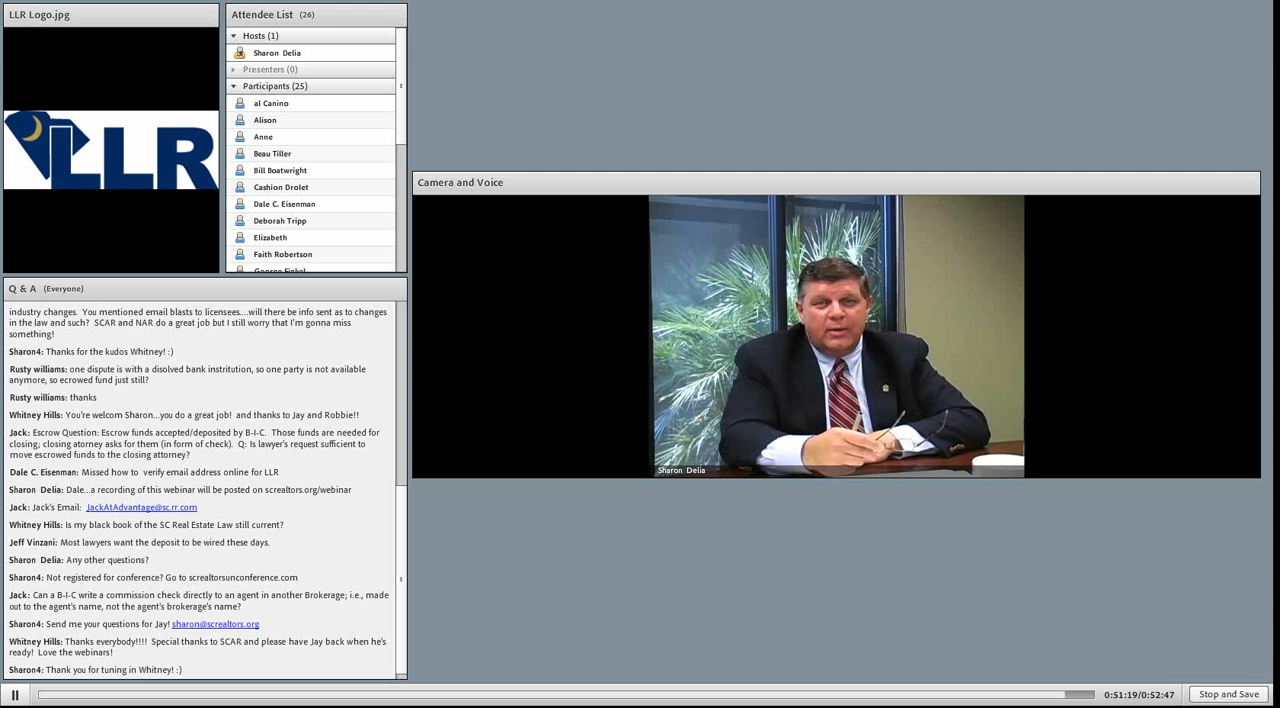 LLR Logo.jpg
LLR
Attendee List (26)
Hosts (1)
Sharon Delia
Presenters (0)
Participants (25)
al Canino
Alison
Anne
Beau Tiller
Bill Boatwright
Cashion Drolet
Dale C. Eisenman
Deborah Tripp
Elizabeth
Faith Robertson
George Finkel
Q & A (Everyone)
industry changes. You mentioned email blasts to licensees....will there be info sent as to changes
in the law and such? SCAR and NAR do a great job but I still worry that I'm gonna miss
something!
Sharon4: Thanks for the kudos Whitney! :)
Rusty williams: one dispute is with a disolved bank instritution, so one party is not available
anymore, so ecrowed fund just still?
Rusty williams: thanks
Whitney Hills: You're welcom Sharon...you do a great job! and thanks to Jay and Robbie!!
Jack: Escrow Question: Escrow funds accepted/deposited by B-I-C. Those funds are needed for
closing; closing atorney asks for them (in form of check). Q: Is lawyer's request sufficient to
move escrowed funds to the closing attorney?
Dale C. Eisenman: Missed how to verify email address online for LLR
Sharon Delia: Dale...a recording of this webinar will be posted on screaltors.org/webinar
Jack: Jack's Email: JackAtAdvantage@sc.rr.com
Whitney Hills: Is my black book of the SC Real Estate Law still current?
Jeff Vinzani: Most lawyers want the deposit to be wired these days.
Sharon Delia: Any other questions?
Sharon4: Not registered for conference? Go to screaltorsunconference.com
Jack: Can a B-I-C write a commission check directly to an agent in another Brokerage; i.e., made
out to the agent's name, not the agent's brokerage's name?
Sharon4: Send me your questions for Jay! sharon@screaltors.org
Whitney Hills: Thanks everybody!!!! Special thanks to SCAR and please have Jay back when he's
ready! Love the webinars!
Sharon4: Thank you for tuning in Whitney! :)
Camera and Voice
Sharon Delia
0:51:19/0:52:47
Stop and Save